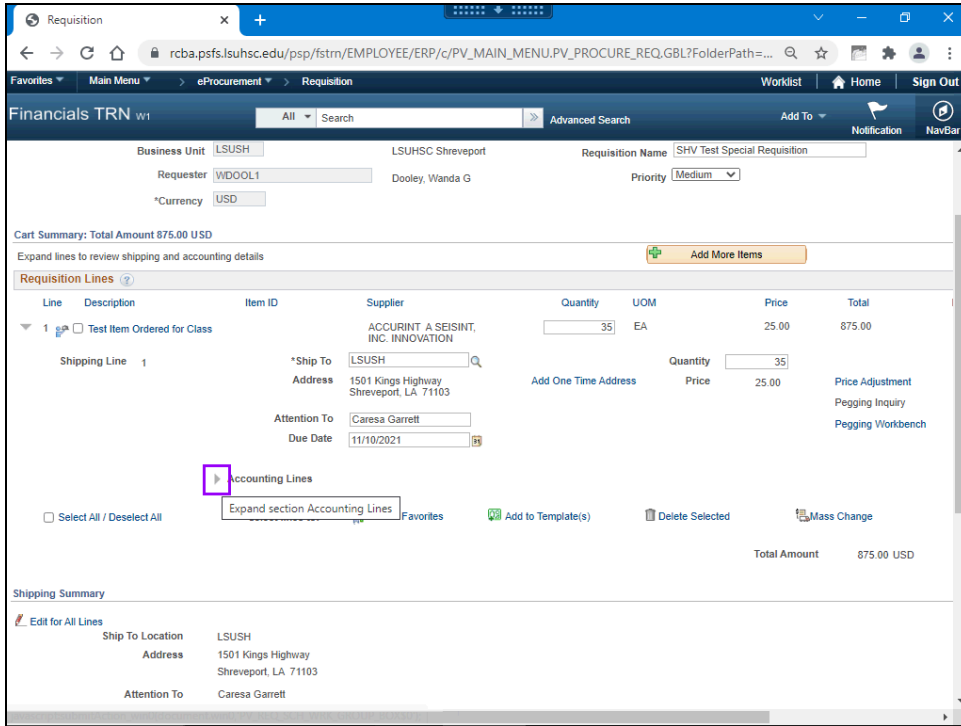 Requisition
rcba.psfs.lsuhsc.edu/psp/fstrn/EMPLOYEE/ERP/c/PV_MAIN_MENU.PV_PROCURE_REQ.GBL?FolderPath=...
Favorites Main Menu > eProcurement > Requisition Worklist Home Sign Out
Financials TRN W1 All Search Advanced Search Add To Notification NavBar
Business Unit LSUSH LSUHSC Shreveport Requisition Name SHV Test Special Requisition
Requester WDOOL1 Dooley, Wanda G Priority Medium
*Currency USD
Cart Summary: Total Amount 875.00 USD
Expand lines to review shipping and accounting details Add More Items
Requisition Lines ?
Line Description Item ID Supplier Quantity UOM Price Total
1 Test Item Ordered for Class ACCURINT A SEISINT, 35 EA 25.00 875.00
INC. INNOVATION
Shipping Line 1 *Ship To LSUSH Quantity 35
Address 1501 Kings Highway Add One Time Address Price 25.00 Price Adjustment
Shreveport, LA 71103 Pegging Inquiry
Attention To Caresa Garrett Pegging Workbench
Due Date 11/10/2021 31
Accounting Lines
Expand section Accounting Lines
Select All / Deselect All Favorites Add to Template(s) Delete Selected Mass Change
Total Amount 875.00 USD
Shipping Summary
Edit for All Lines
Ship To Location LSUSH
Address 1501 Kings Highway
Shreveport, LA 71103
Attention To Caresa Garrett